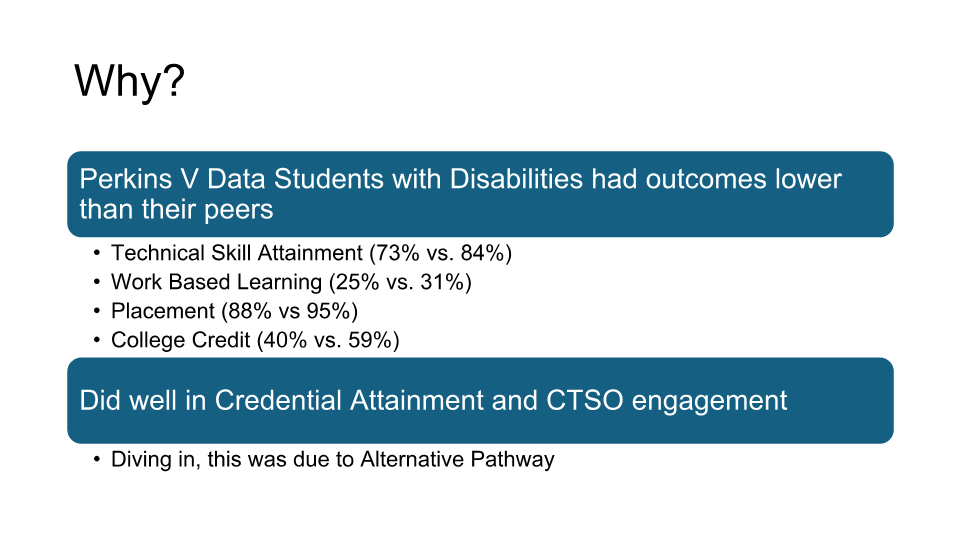 Why?
Perkins V Data Students with Disabilities had outcomes lower
than their peers
• Technical Skill Attainment (73% vs. 84%)
• Work Based Learning (25% vs. 31%)
• Placement (88% vs 95%)
• College Credit (40% vs. 59%)
Did well in Credential Attainment and CTSO engagement
• Diving in, this was due to Alternative Pathway